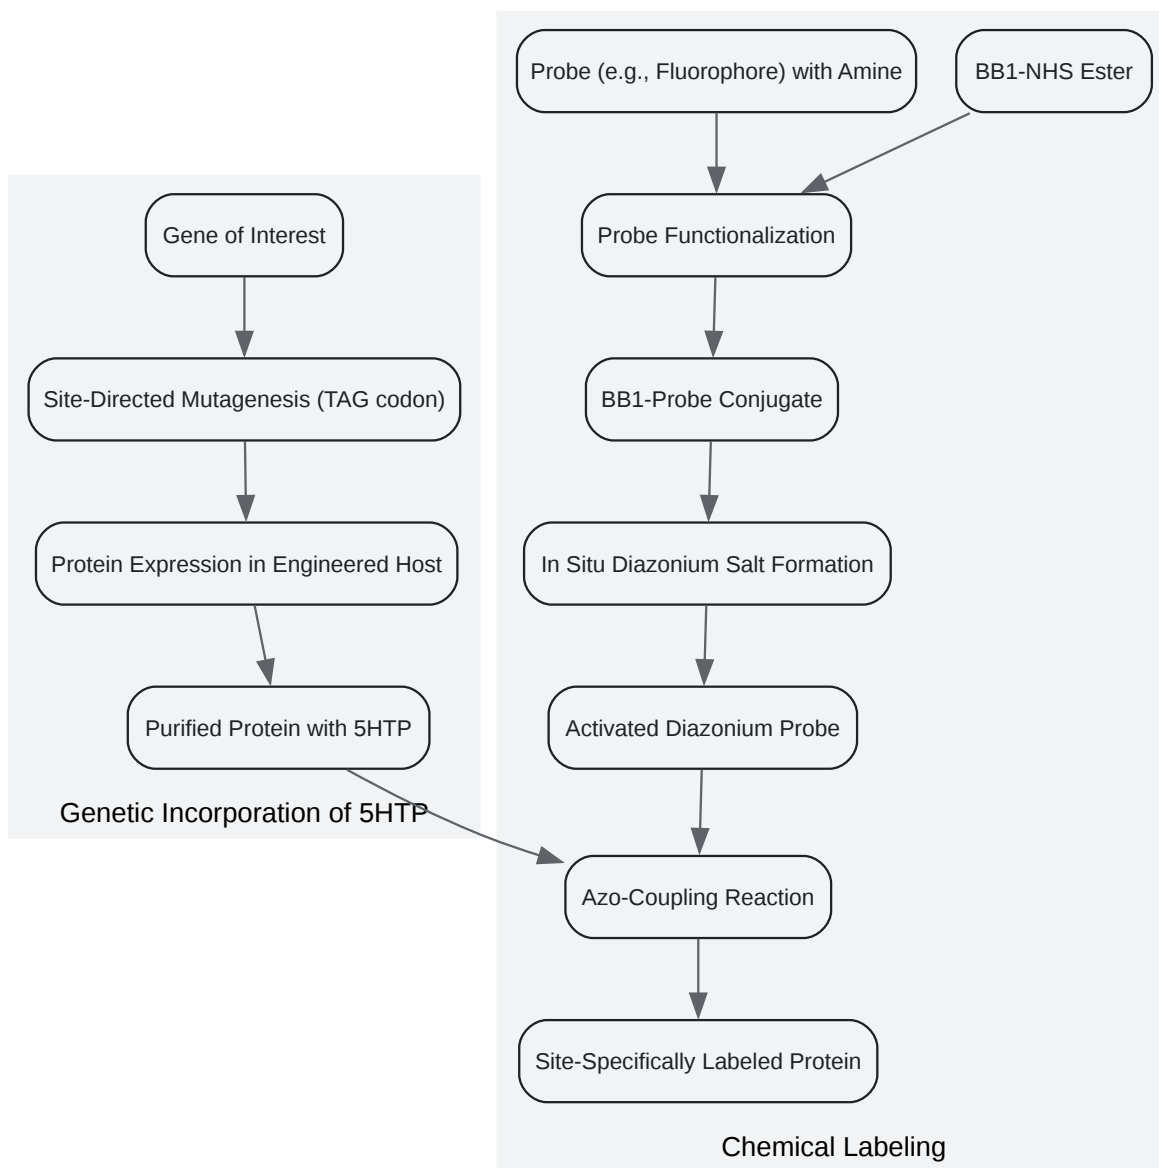 Probe (e.g., Fluorophore) with Amine
BB1-NHS Ester
Gene of Interest
Probe Functionalization
Site-Directed Mutagenesis (TAG codon)
BB1-Probe Conjugate
Protein Expression in Engineered Host
In Situ Diazonium Salt Formation
Purified Protein with 5HTP
Activated Diazonium Probe
Genetic Incorporation of 5HTP
Azo-Coupling Reaction
Site-Specifically Labeled Protein
Chemical Labeling